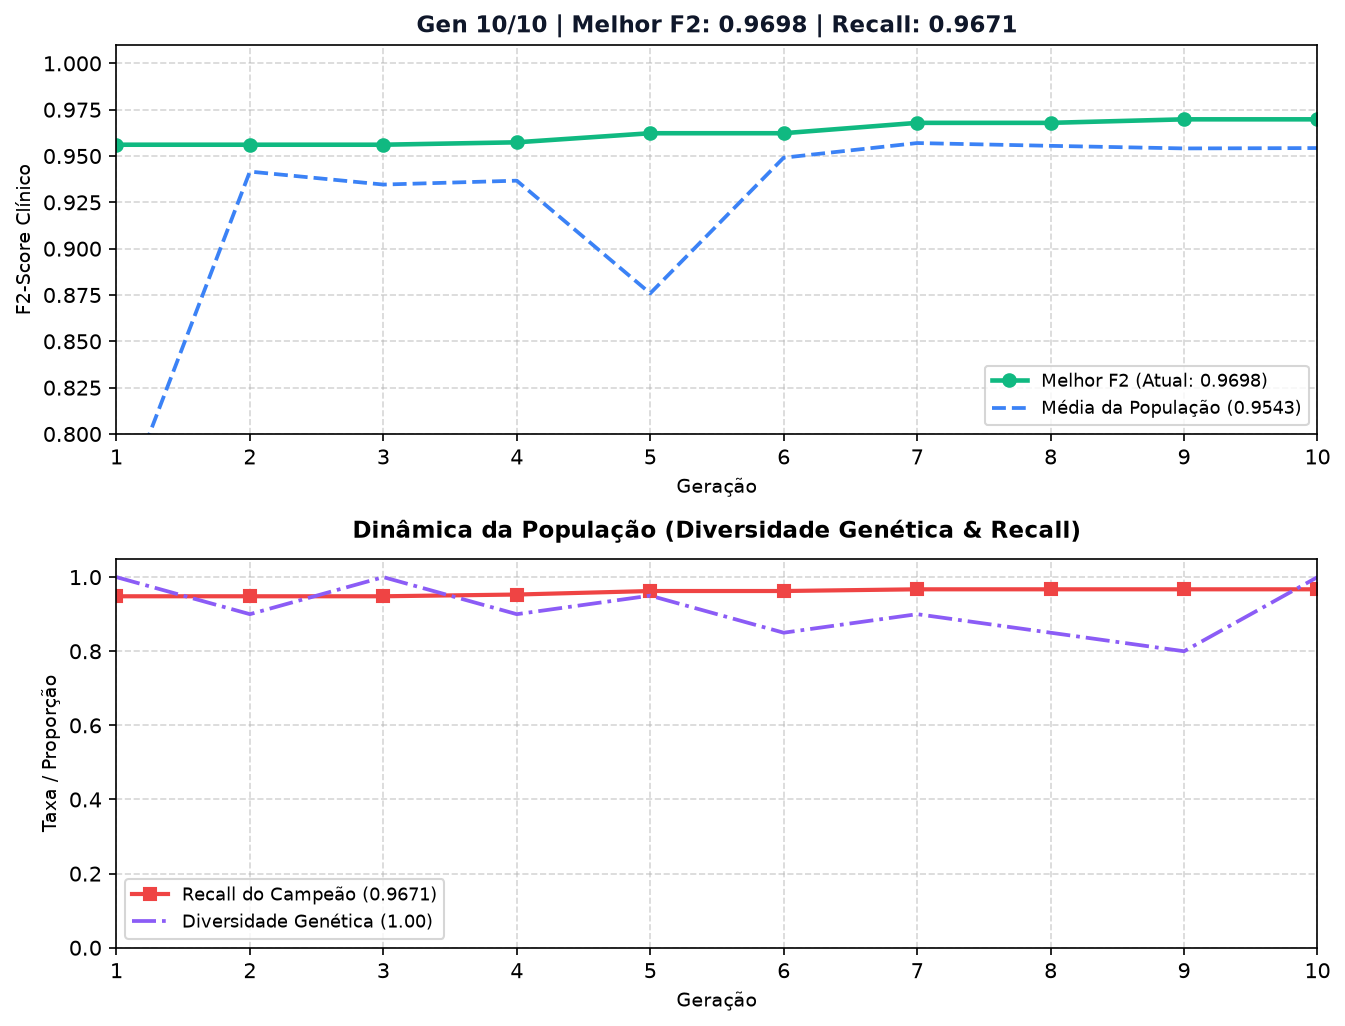 Gen 10/10 | Melhor F2: 0.9698 | Recall: 0.9671
1.000
0.975
0.950
0.925
0.900
0.875
0.850
0.825
0.800
F2-Score Clínico
Melhor F2 (Atual: 0.9698)
Média da População (0.9543)
1 2 3 4 5 6 7 8 9 10
Geração
Dinâmica da População (Diversidade Genética & Recall)
1.0
0.8
0.6
0.4
0.2
0.0
Taxa / Proporção
Recall do Campeão (0.9671)
Diversidade Genética (1.00)
1 2 3 4 5 6 7 8 9 10
Geração